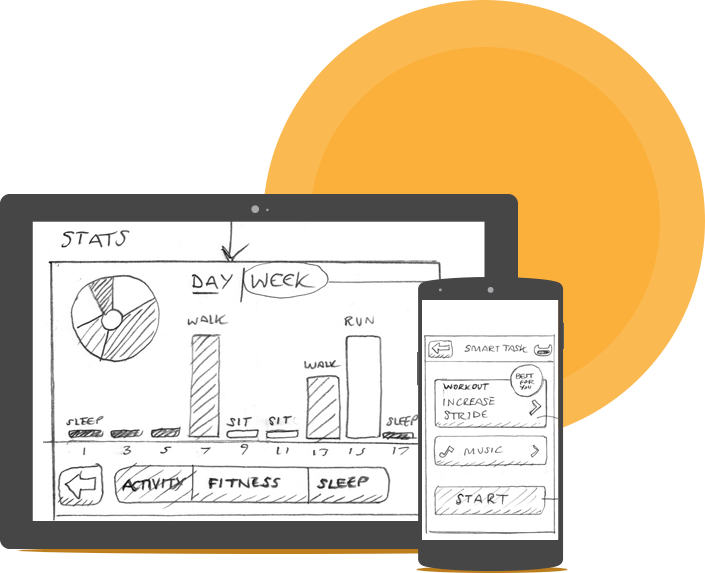 STATS
DAY | WEEK
WALK
RUN
WALK
SLEEP
SIT
SIT
SLEEP
1 3 5 7 9 11 13 15 17
ACTIVITY FITNESS SLEEP
SMART TASK
BEST
FOR
YOU
WORKOUT
INCREASE
STRIDE
MUSIC
START